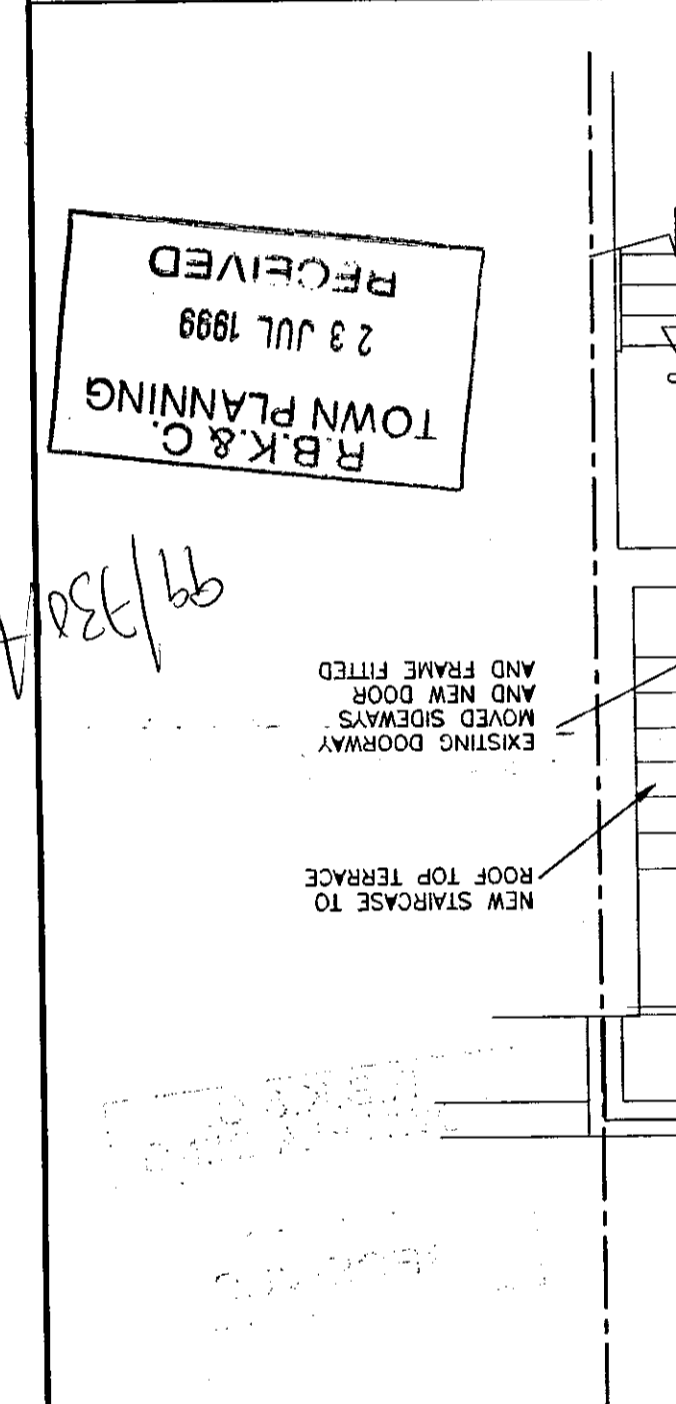 NEW STAIRCASE TO
ROOF TOP TERRACE
EXISTING DOORWAY
MOVED SIDEWAYS
AND NEW DOOR
AND FRAME FITTED
99/730
R.B.K.& C.
TOWN PLANNING
23 JUL 1999
RECEIVED